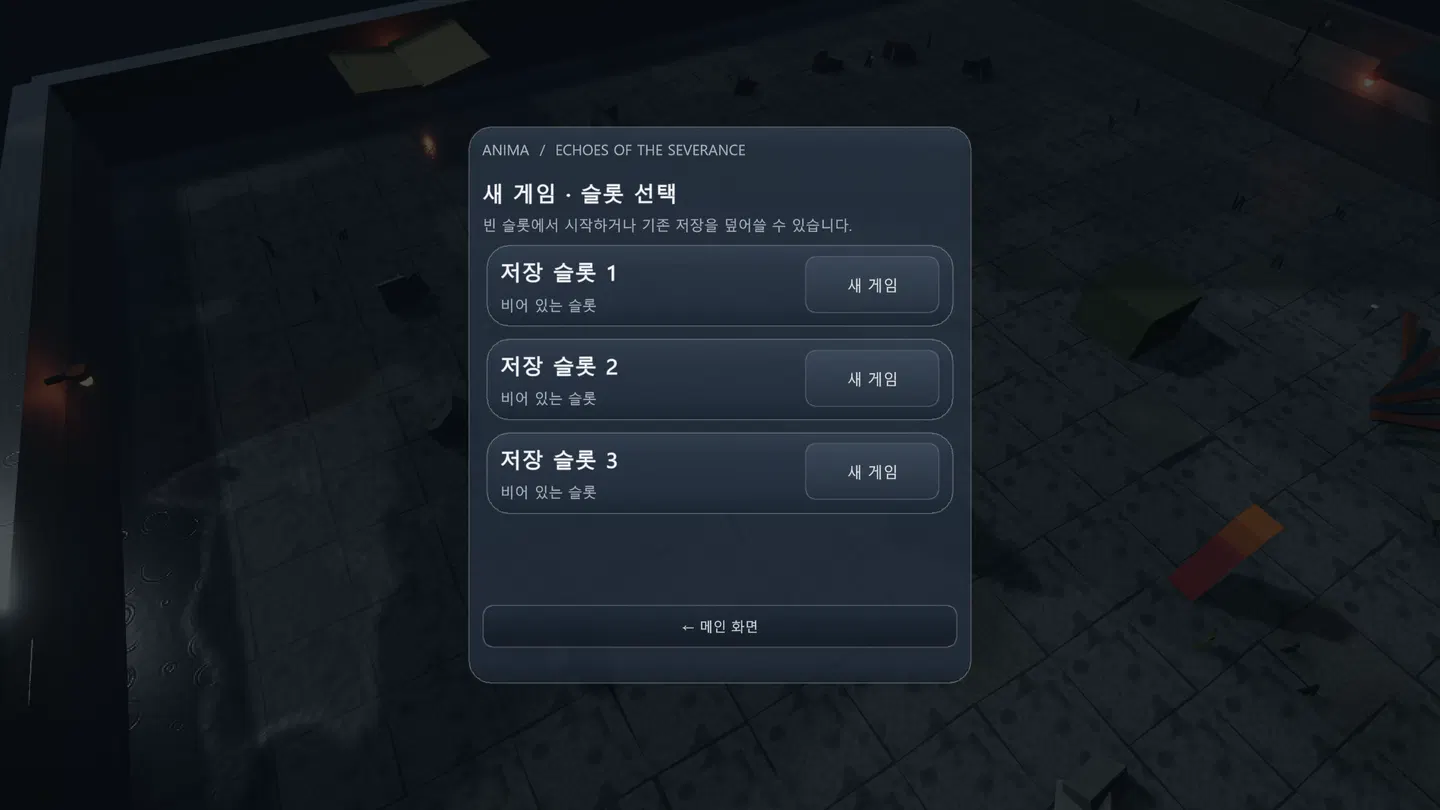 ANIMA / ECHOES OF THE SEVERANCE
새 게임 · 슬롯 선택
빈 슬롯에서 시작하거나 기존 저장을 덮어쓸 수 있습니다.
저장 슬롯 1
비어 있는 슬롯
새 게임
저장 슬롯 2
비어 있는 슬롯
새 게임
저장 슬롯 3
비어 있는 슬롯
새 게임
← 메인 화면